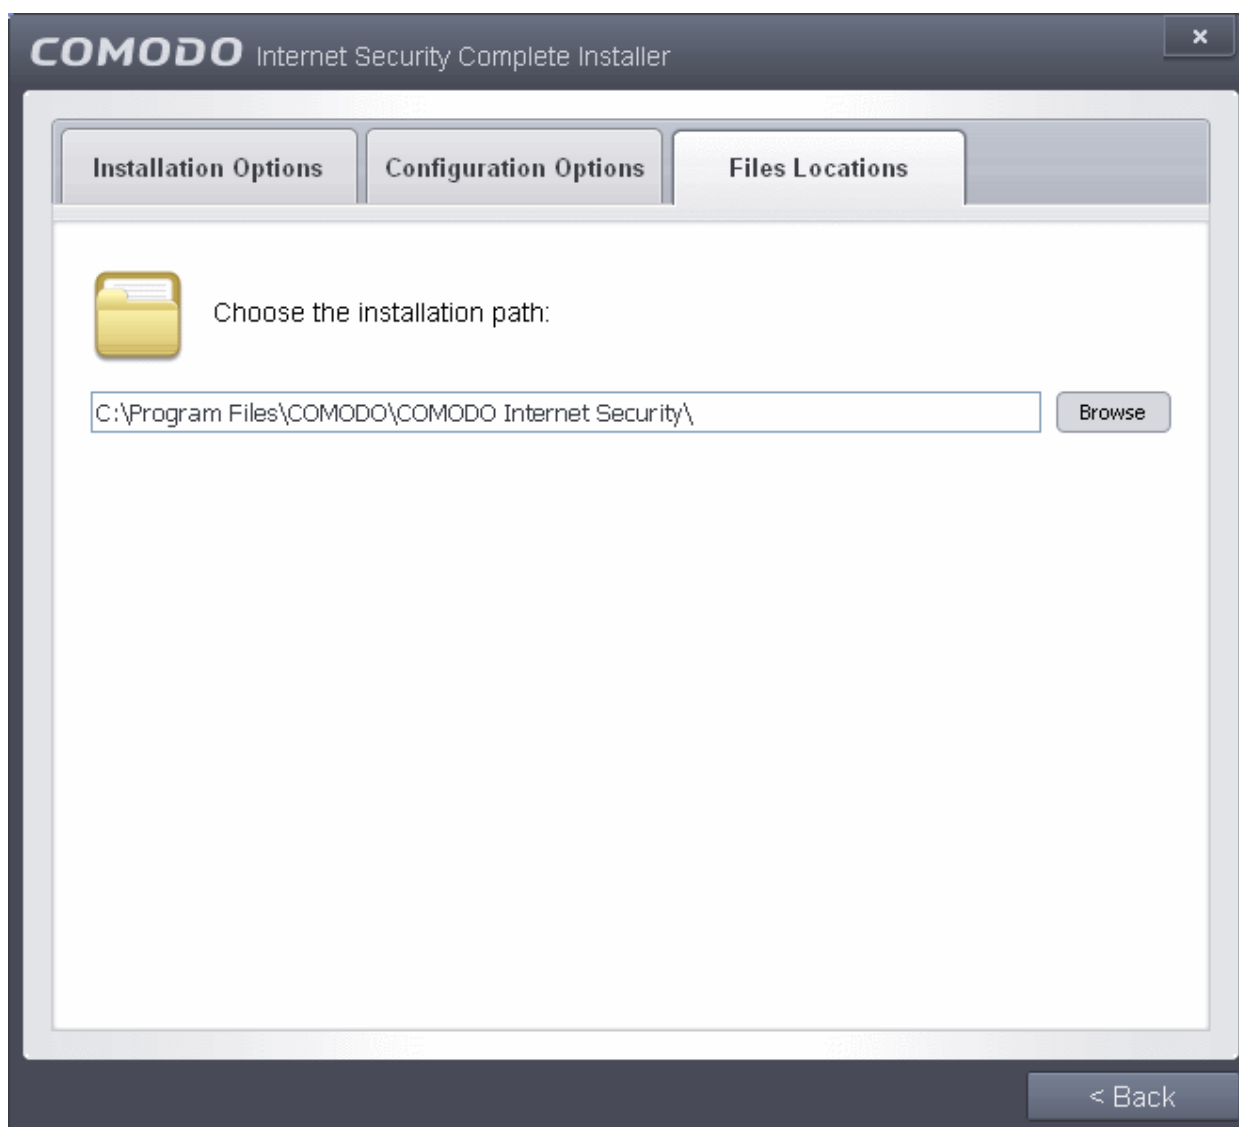 COMODO Internet Security Complete Installer
Installation Options Configuration Options Files Locations
Choose the installation path:
C:\Program Files\COMODO\COMODO Internet Security\ Browse
< Back